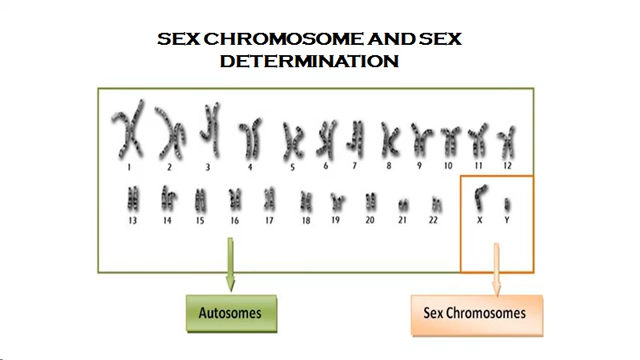 SEX CHROMOSOME AND SEX
DETERMINATION
1 2 3 4 5 6 7 8 9 10 11 12
13 14 15 16 17 18 19 20 21 22 X Y
Autosomes Sex Chromosomes